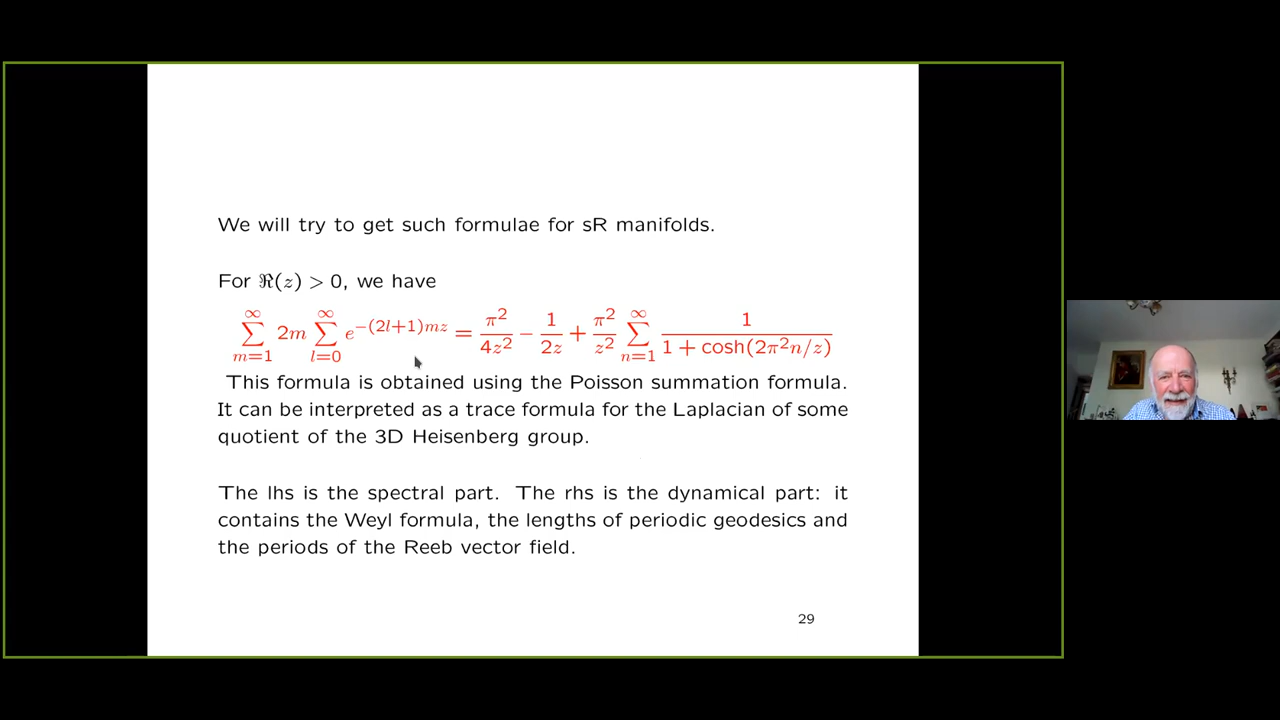 We will try to get such formulae for sR manifolds.
For ℜ(z) > 0, we have
∑_{m=1}^{∞} 2m ∑_{l=0}^{∞} e^{−(2l+1)mz} = π²/4z² − 1/2z + π²/z² ∑_{n=1}^{∞} 1/(1 + cosh(2π²n/z))
This formula is obtained using the Poisson summation formula.
It can be interpreted as a trace formula for the Laplacian of some
quotient of the 3D Heisenberg group.
The lhs is the spectral part. The rhs is the dynamical part: it
contains the Weyl formula, the lengths of periodic geodesics and
the periods of the Reeb vector field.
29